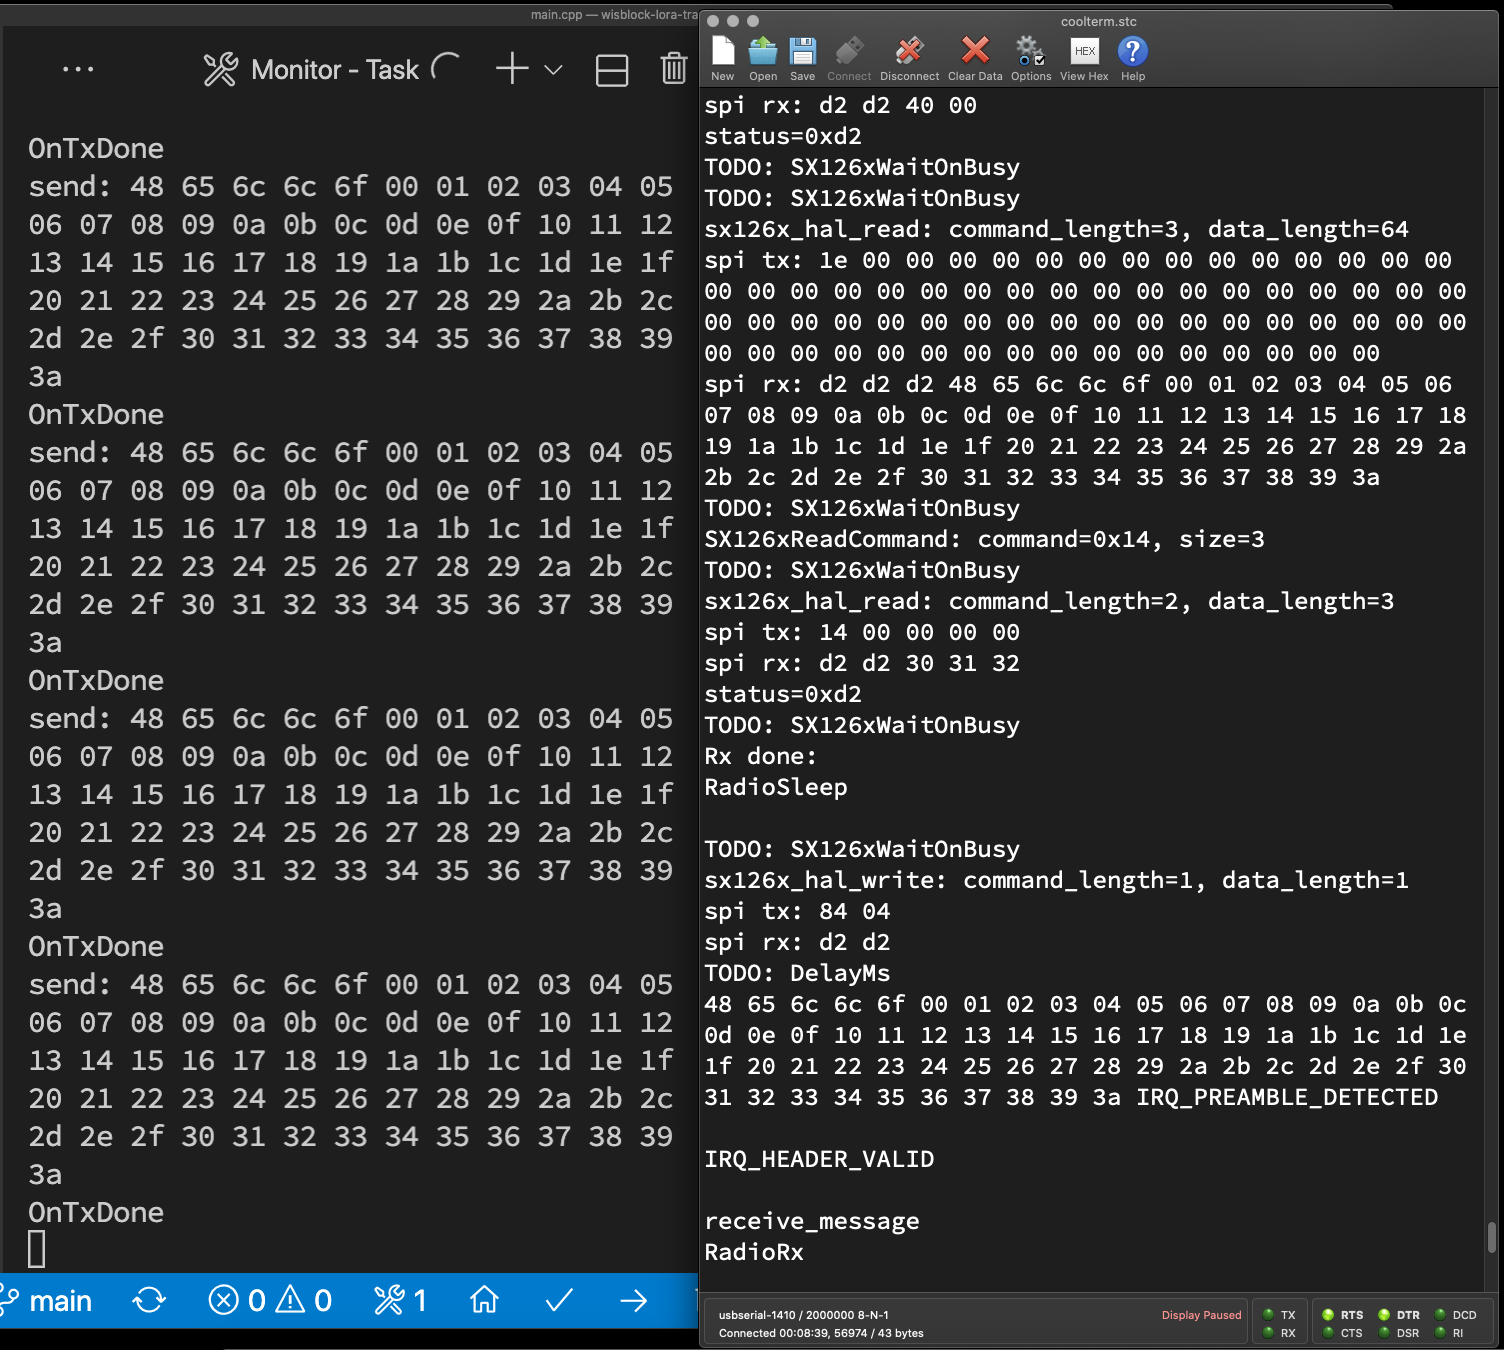 main.cpp — wisblock-lora-tra
Monitor - Task
OnTxDone
send: 48 65 6c 6c 6f 00 01 02 03 04 05
06 07 08 09 0a 0b 0c 0d 0e 0f 10 11 12
13 14 15 16 17 18 19 1a 1b 1c 1d 1e 1f
20 21 22 23 24 25 26 27 28 29 2a 2b 2c
2d 2e 2f 30 31 32 33 34 35 36 37 38 39
3a
OnTxDone
send: 48 65 6c 6c 6f 00 01 02 03 04 05
06 07 08 09 0a 0b 0c 0d 0e 0f 10 11 12
13 14 15 16 17 18 19 1a 1b 1c 1d 1e 1f
20 21 22 23 24 25 26 27 28 29 2a 2b 2c
2d 2e 2f 30 31 32 33 34 35 36 37 38 39
3a
OnTxDone
send: 48 65 6c 6c 6f 00 01 02 03 04 05
06 07 08 09 0a 0b 0c 0d 0e 0f 10 11 12
13 14 15 16 17 18 19 1a 1b 1c 1d 1e 1f
20 21 22 23 24 25 26 27 28 29 2a 2b 2c
2d 2e 2f 30 31 32 33 34 35 36 37 38 39
3a
OnTxDone
send: 48 65 6c 6c 6f 00 01 02 03 04 05
06 07 08 09 0a 0b 0c 0d 0e 0f 10 11 12
13 14 15 16 17 18 19 1a 1b 1c 1d 1e 1f
20 21 22 23 24 25 26 27 28 29 2a 2b 2c
2d 2e 2f 30 31 32 33 34 35 36 37 38 39
3a
OnTxDone
main 0 0 1
coolterm.stc
HEX
New Open Save Connect Disconnect Clear Data Options View Hex Help
spi rx: d2 d2 40 00
status=0xd2
TODO: SX126xWaitOnBusy
TODO: SX126xWaitOnBusy
sx126x_hal_read: command_length=3, data_length=64
spi tx: 1e 00 00 00 00 00 00 00 00 00 00 00 00 00 00
00 00 00 00 00 00 00 00 00 00 00 00 00 00 00 00 00 00
00 00 00 00 00 00 00 00 00 00 00 00 00 00 00 00 00 00
00 00 00 00 00 00 00 00 00 00 00 00 00 00 00 00
spi rx: d2 d2 d2 48 65 6c 6c 6f 00 01 02 03 04 05 06
07 08 09 0a 0b 0c 0d 0e 0f 10 11 12 13 14 15 16 17 18
19 1a 1b 1c 1d 1e 1f 20 21 22 23 24 25 26 27 28 29 2a
2b 2c 2d 2e 2f 30 31 32 33 34 35 36 37 38 39 3a
TODO: SX126xWaitOnBusy
SX126xReadCommand: command=0x14, size=3
TODO: SX126xWaitOnBusy
sx126x_hal_read: command_length=2, data_length=3
spi tx: 14 00 00 00 00
spi rx: d2 d2 30 31 32
status=0xd2
TODO: SX126xWaitOnBusy
Rx done:
RadioSleep
TODO: SX126xWaitOnBusy
sx126x_hal_write: command_length=1, data_length=1
spi tx: 84 04
spi rx: d2 d2
TODO: DelayMs
48 65 6c 6c 6f 00 01 02 03 04 05 06 07 08 09 0a 0b 0c
0d 0e 0f 10 11 12 13 14 15 16 17 18 19 1a 1b 1c 1d 1e
1f 20 21 22 23 24 25 26 27 28 29 2a 2b 2c 2d 2e 2f 30
31 32 33 34 35 36 37 38 39 3a IRQ_PREAMBLE_DETECTED
IRQ_HEADER_VALID
receive_message
RadioRx
usbserial-1410 / 2000000 8-N-1
Connected 00:08:39, 56974 / 43 bytes
Display Paused
TX RTS DTR DCD
RX CTS DSR RI